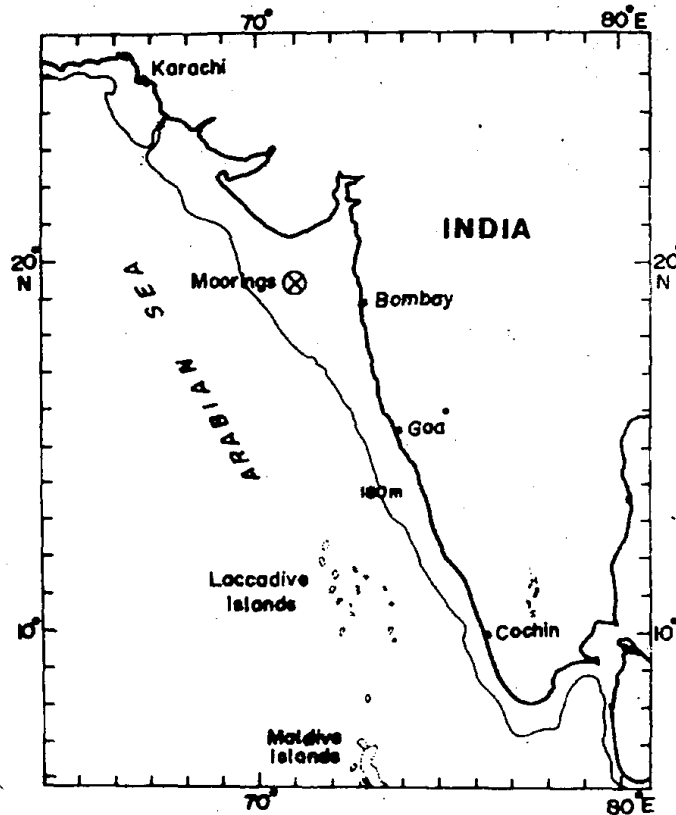 70°
80°E
Karachi
INDIA
20°
N
20°
N
Moorings
Bombay
ARABIAN SEA
Goa
180m
Laccadive
Islands
10°
10°
Cochin
Maldive
Islands
70°
80°E